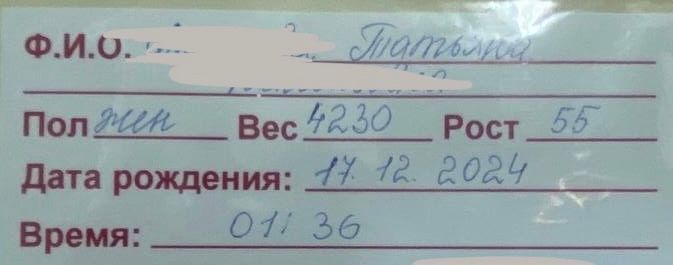 Ф.И.О. Татьяна
Пол жен Вес 4230 Рост 55
Дата рождения: 17. 12. 2024
Время: 01: 36